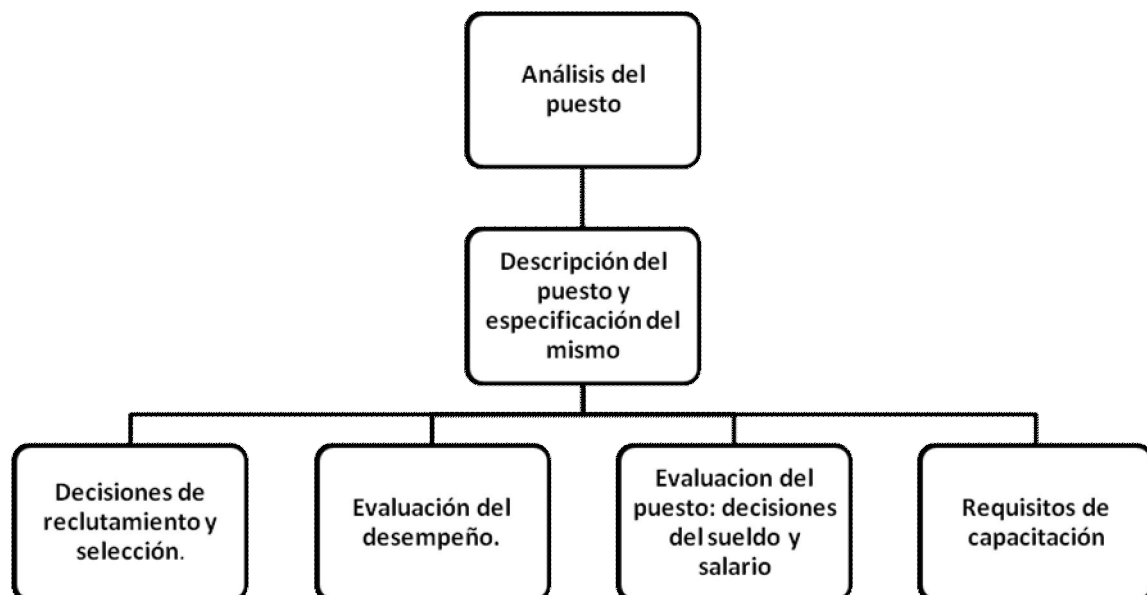 Análisis del
puesto
Descripción del
puesto y
especificación del
mismo
Decisiones de
reclutamiento y
selección.
Evaluación del
desempeño.
Evaluacion del
puesto: decisiones
del sueldo y
salario
Requisitos de
capacitación